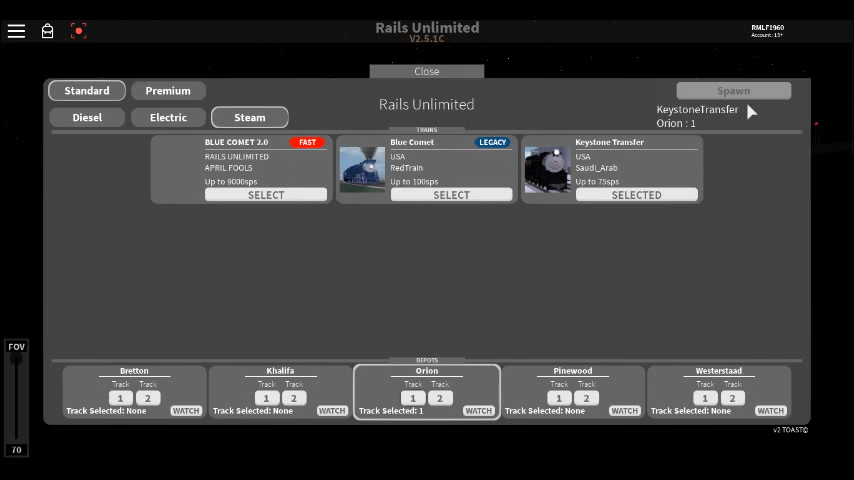 Rails Unlimited
V2.5.1C
RMLF1960
Account: 13+
Close
Standard
Premium
Spawn
Rails Unlimited
KeystoneTransfer
Orion : 1
Diesel
Electric
Steam
TRAINS
BLUE COMET 2.0
FAST
RAILS UNLIMITED
APRIL FOOLS
Up to 9000sps
SELECT
Blue Comet
LEGACY
USA
RedTrain
Up to 100sps
SELECT
Keystone Transfer
USA
Saudi_Arab
Up to 75sps
SELECTED
FOV
70
DEPOTS
Bretton
Track Track
1 2
Track Selected: None
WATCH
Khalifa
Track Track
1 2
Track Selected: None
WATCH
Orion
Track Track
1 2
Track Selected: 1
WATCH
Pinewood
Track Track
1 2
Track Selected: None
WATCH
Westerstaad
Track Track
1 2
Track Selected: None
WATCH
v2 TOAST©